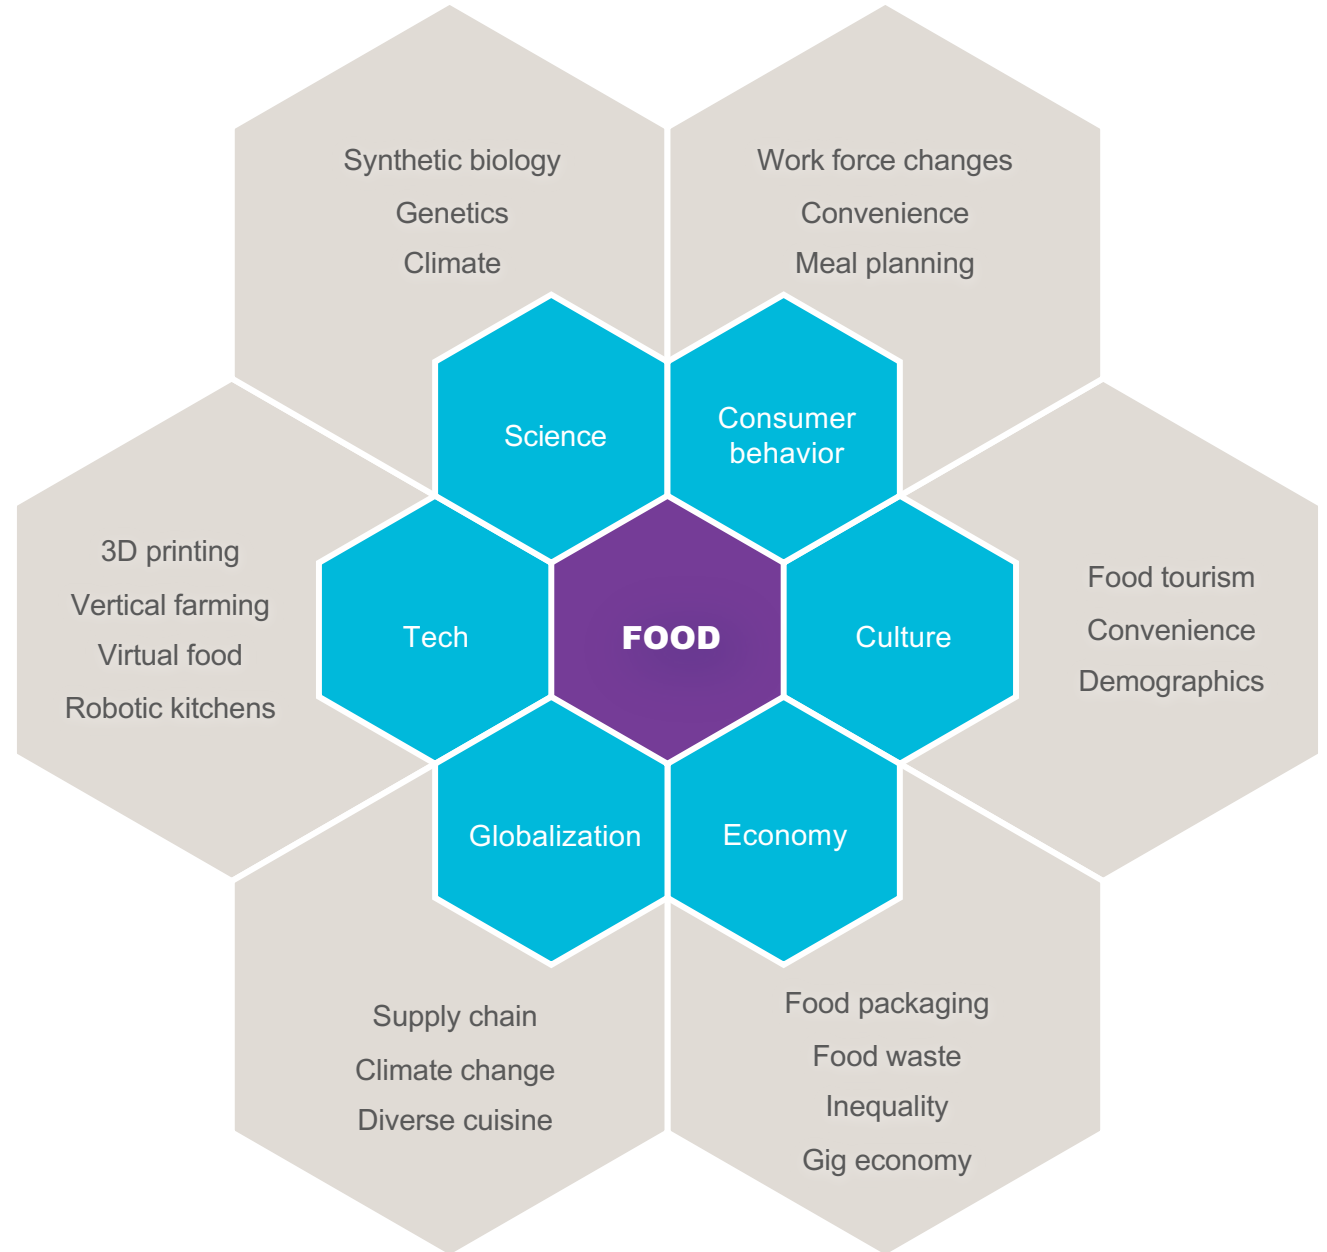 Synthetic biology
Genetics
Climate
Work force changes
Convenience
Meal planning
Science
Consumer
behavior
3D printing
Vertical farming
Virtual food
Robotic kitchens
Tech
FOOD
Culture
Food tourism
Convenience
Demographics
Globalization
Economy
Supply chain
Climate change
Diverse cuisine
Food packaging
Food waste
Inequality
Gig economy